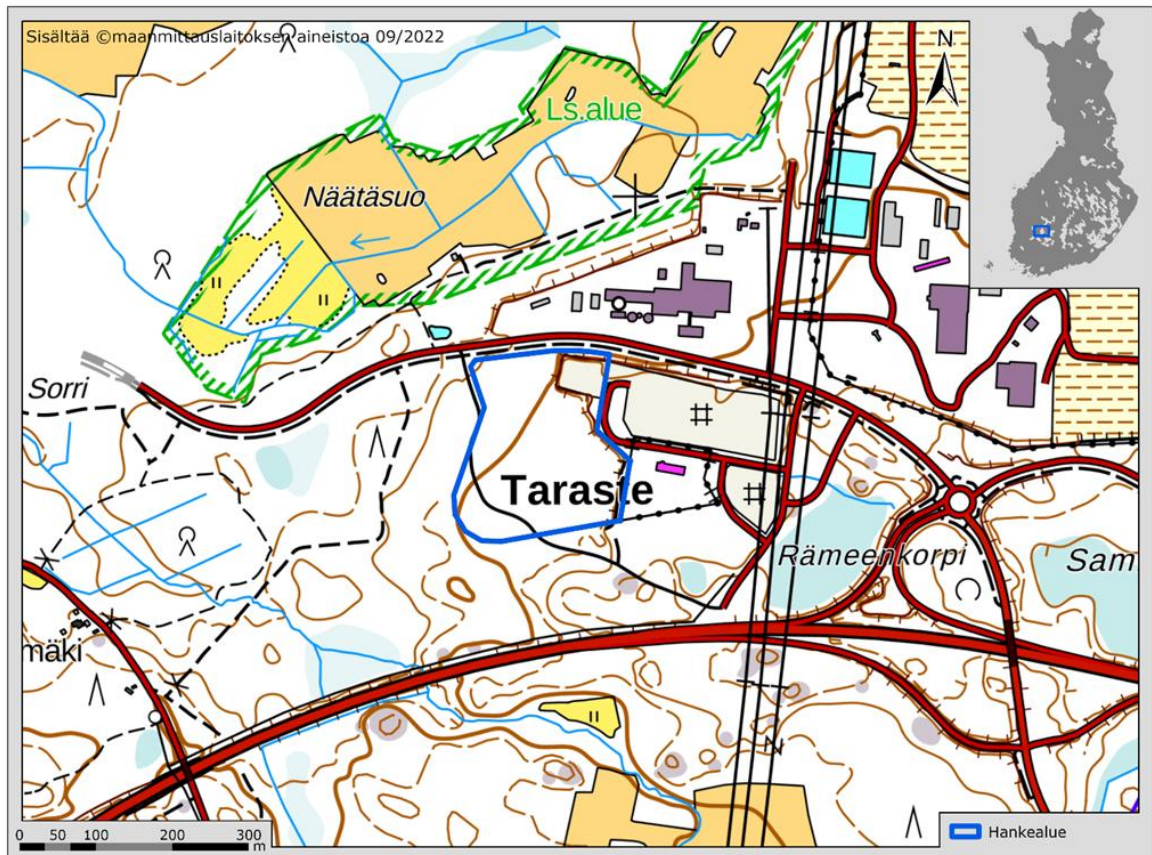 Sisältää ©maanmittauslaitoksen aineistoa 09/2022
N
Ls.alue
Näätäsuo
Sorri
Taraste
Rämeenkorpi
Sam
mäki
0 50 100 200 300
m
Hankealue